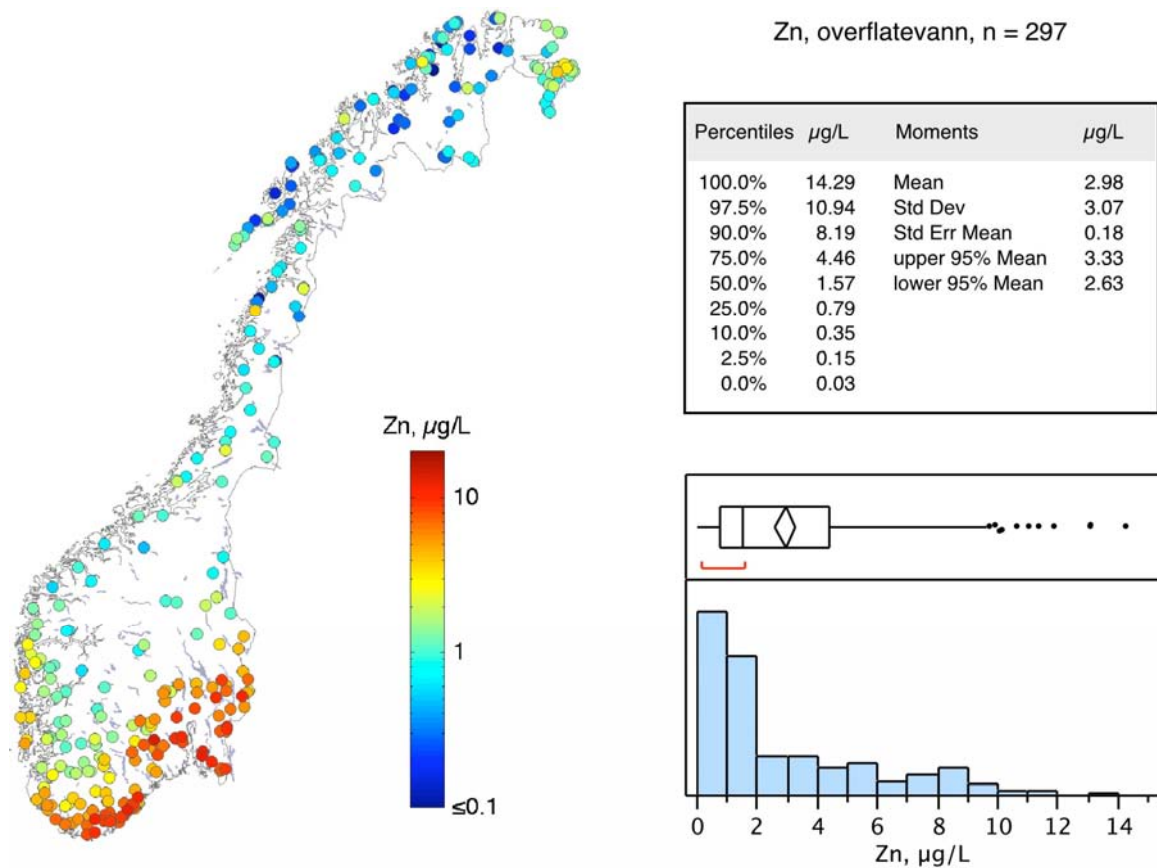 Zn, overflatevann, n = 297
Percentiles µg/L Moments µg/L
100.0% 14.29 Mean 2.98
97.5% 10.94 Std Dev 3.07
90.0% 8.19 Std Err Mean 0.18
75.0% 4.46 upper 95% Mean 3.33
50.0% 1.57 lower 95% Mean 2.63
25.0% 0.79
10.0% 0.35
2.5% 0.15
0.0% 0.03
Zn, µg/L
10
1
≤0.1
0 2 4 6 8 10 12 14
Zn, µg/L